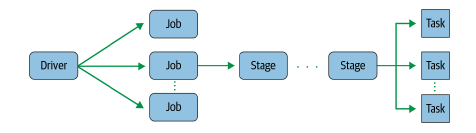 Job
Task
Driver
Job
Stage
. . .
Stage
Task
Job
Task